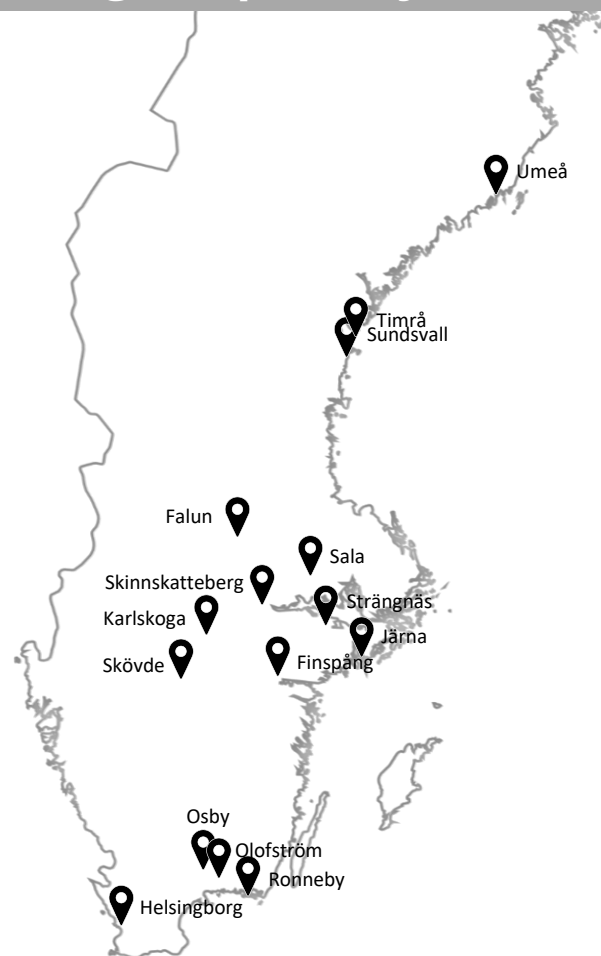 Umeå
Timrå
Sundsvall
Falun
Sala
Skinnskatteberg
Strängnäs
Karlskoga
Järna
Finspång
Skövde
Osby
Olofström
Ronneby
Helsingborg